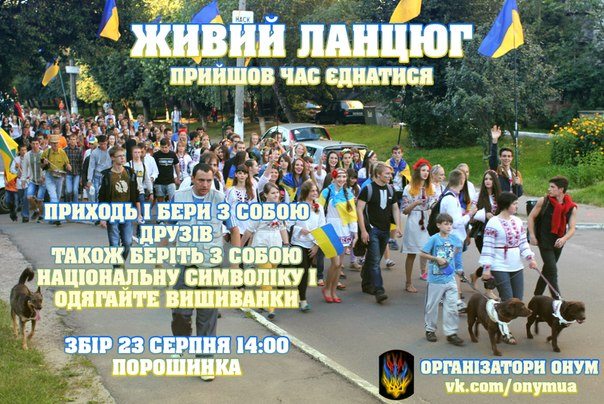 ЖИВИЙ ЛАНЦЮГ
ПРИЙШОВ ЧАС ЄДНАТИСЯ
ПРИХОДЬ І БЕРИ З СОБОЮ
ДРУЗІВ
ТАКОЖ БЕРІТЬ З СОБОЮ
НАЦІОНАЛЬНУ СИМВОЛІКУ І
ОДЯГАЙТЕ ВИШИВАНКИ
ЗБІР 23 СЕРПНЯ 14:00
ПОРОШИНКА
ОРГАНІЗАТОРИ ОНУМ
vk.com/onymua